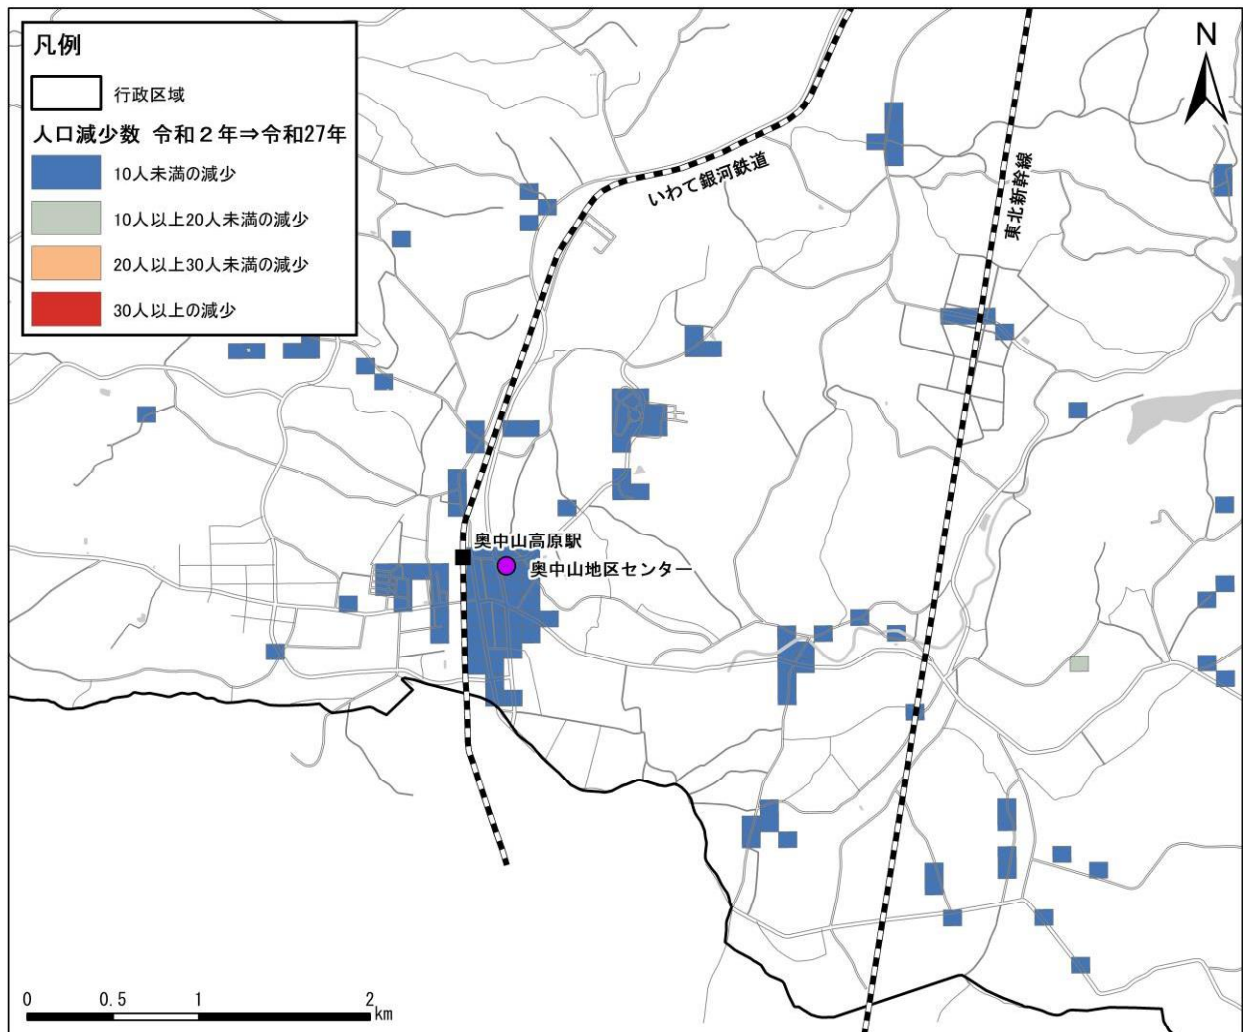 凡例
行政区域
人口減少数 令和２年⇒令和27年
10人未満の減少
10人以上20人未満の減少
20人以上30人未満の減少
30人以上の減少
N
いわて銀河鉄道
東北新幹線
奥中山高原駅
奥中山地区センター
0 0.5 1 2
km